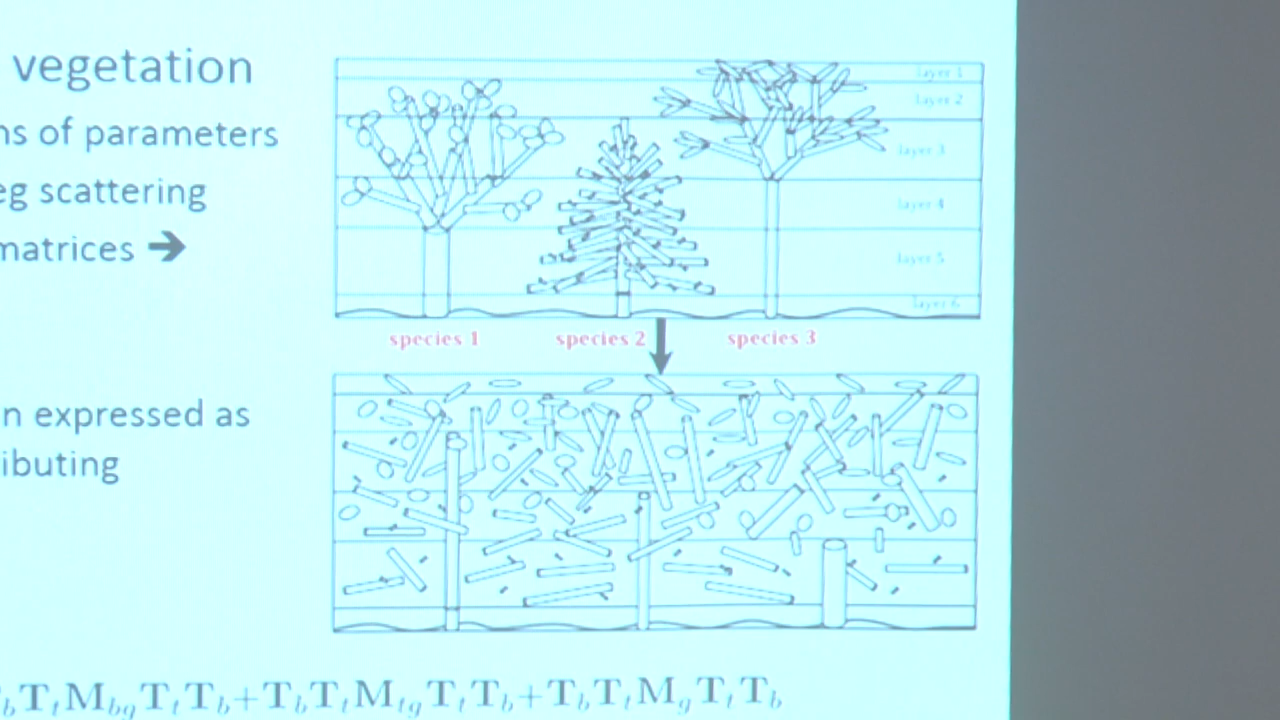 vegetation
ns of parameters
eg scattering
matrices ➔
n expressed as
ributing
layer 1
layer 2
layer 3
layer 4
layer 5
layer 6
species 1 species 2 species 3
bTtMbgTtTb+TbTtMtgTtTb+TbTtMgTtTb